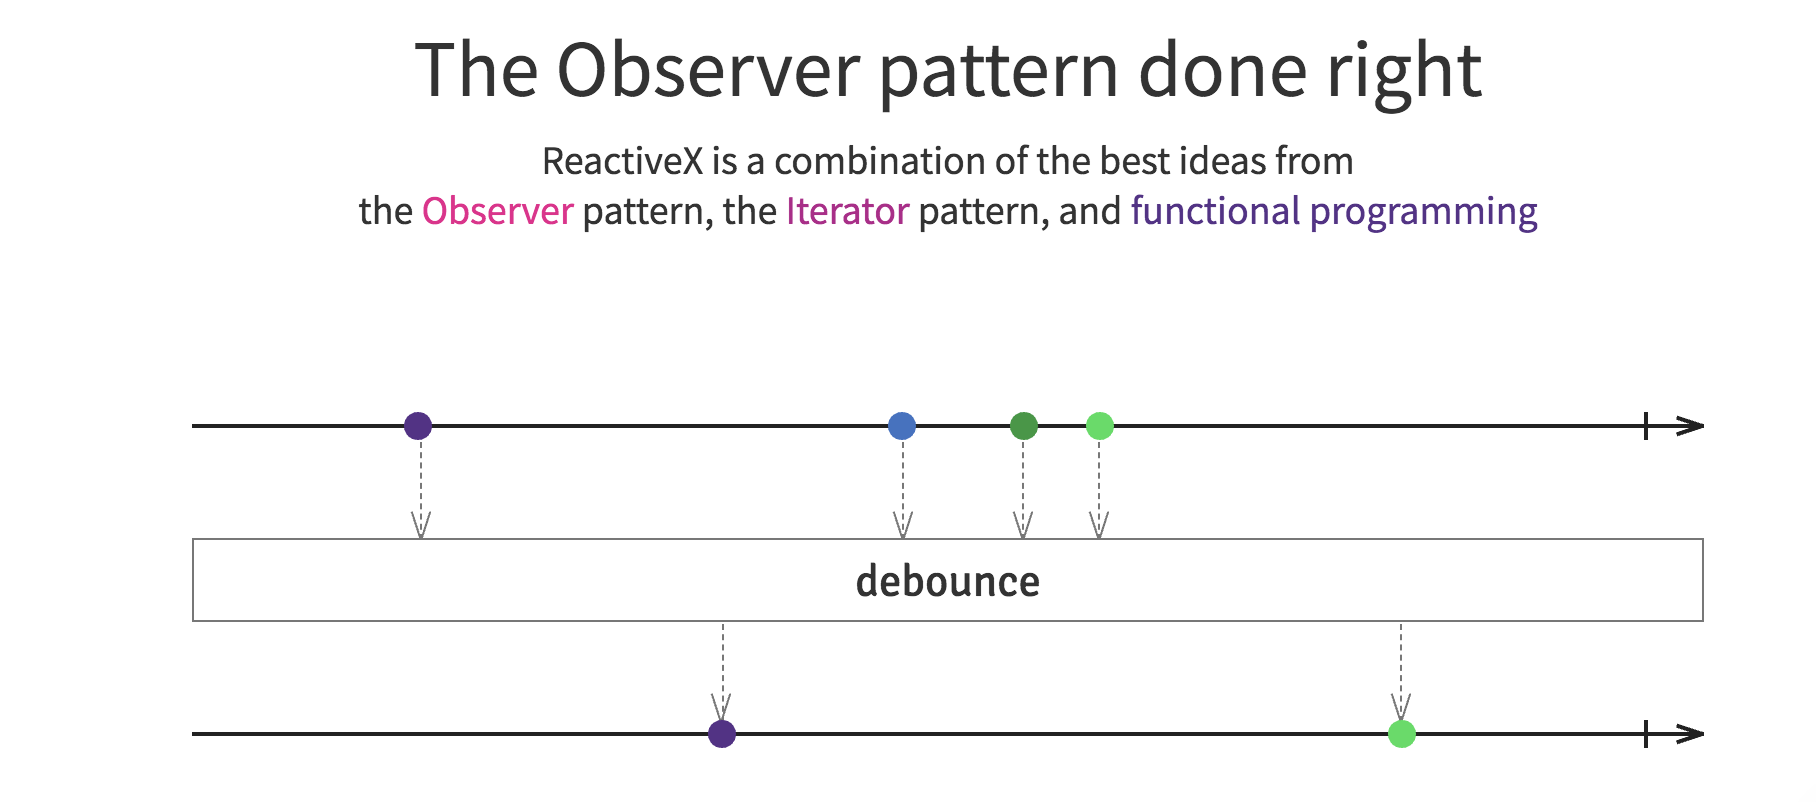 The Observer pattern done right
ReactiveX is a combination of the best ideas from
the Observer pattern, the Iterator pattern, and functional programming
debounce